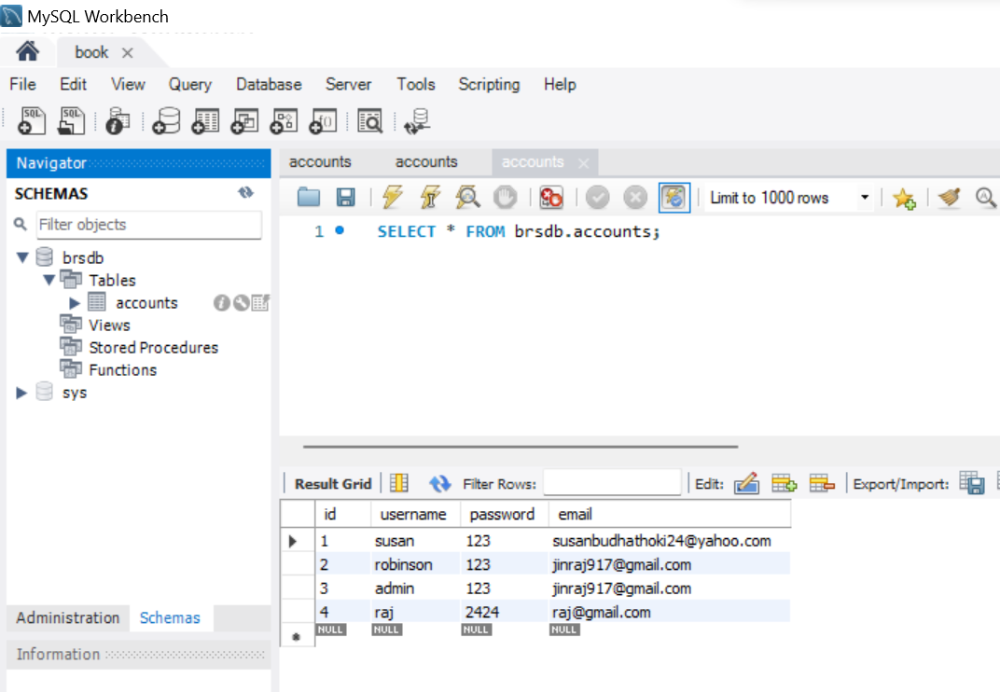 MySQL Workbench
book
File Edit View Query Database Server Tools Scripting Help
SQL SQL
Navigator
SCHEMAS
Filter objects
brsdb
Tables
accounts
Views
Stored Procedures
Functions
sys
Administration Schemas
Information
accounts accounts accounts
Limit to 1000 rows
1 SELECT * FROM brsdb.accounts;
Result Grid Filter Rows: Edit: Export/Import:
id username password email
1 susan 123 susanbudhathoki24@yahoo.com
2 robinson 123 jinraj917@gmail.com
3 admin 123 jinraj917@gmail.com
4 raj 2424 raj@gmail.com
NULL NULL NULL NULL